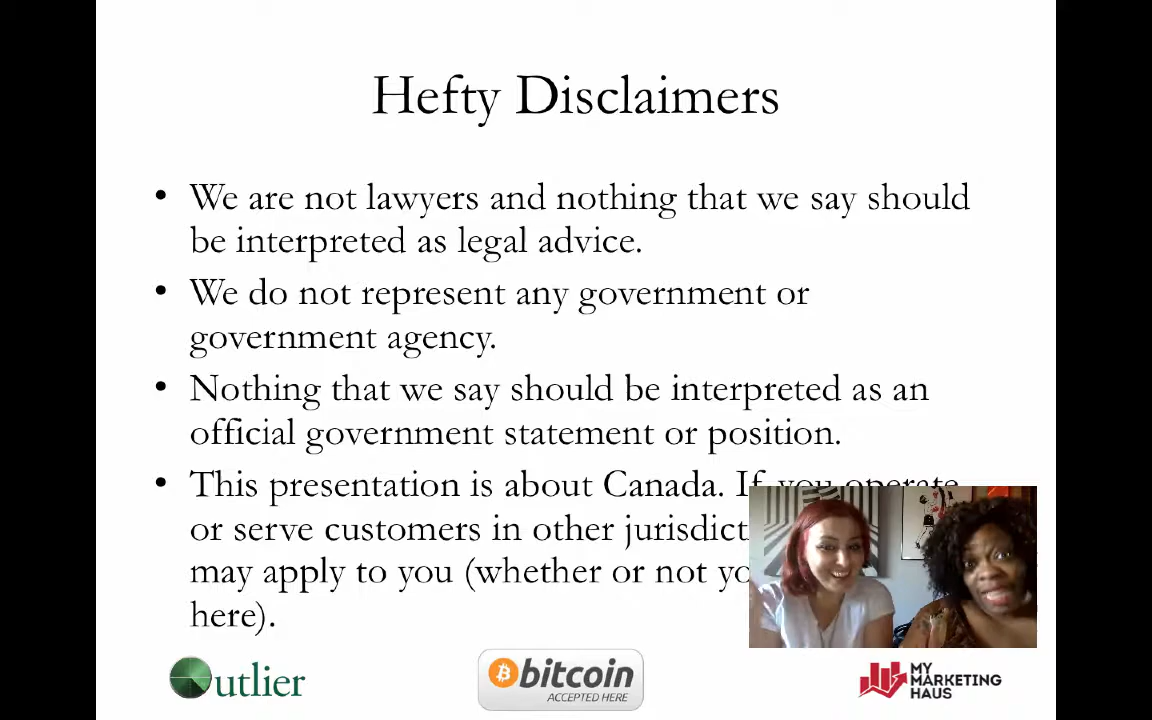 Hefty Disclaimers
• We are not lawyers and nothing that we say should
be interpreted as legal advice.
• We do not represent any government or
government agency.
• Nothing that we say should be interpreted as an
official government statement or position.
• This presentation is about Canada. If you operate
or serve customers in other
may apply to you (whether or not
here).
Outlier
bitcoin
ACCEPTED HERE
MY
MARKETING
HAUS